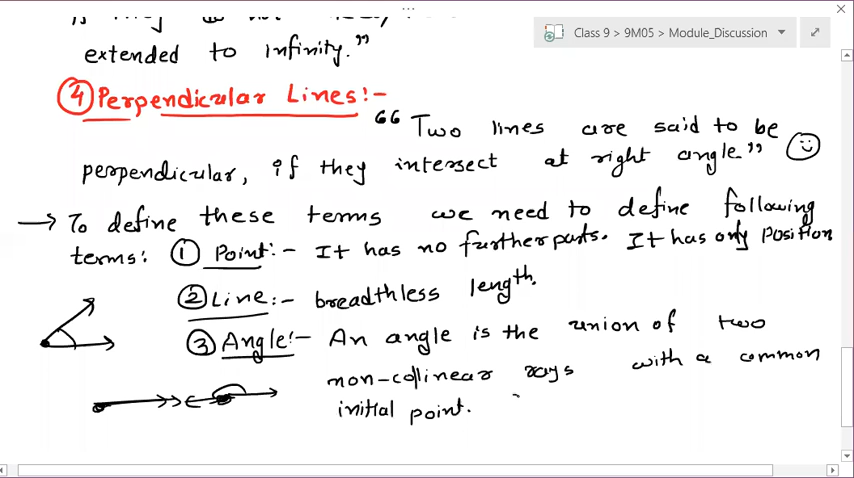 Class 9 > 9M05 > Module_Discussion
extended to infinity."
④ Perpendicular Lines:-
"Two lines are said to be
perpendicular, if they intersect at right angle"
→ To define these terms we need to define following
terms: ① Point:- It has no further parts. It has only position
② Line:- breadthless length.
③ Angle:- An angle is the union of two
non-collinear rays with a common
initial point.